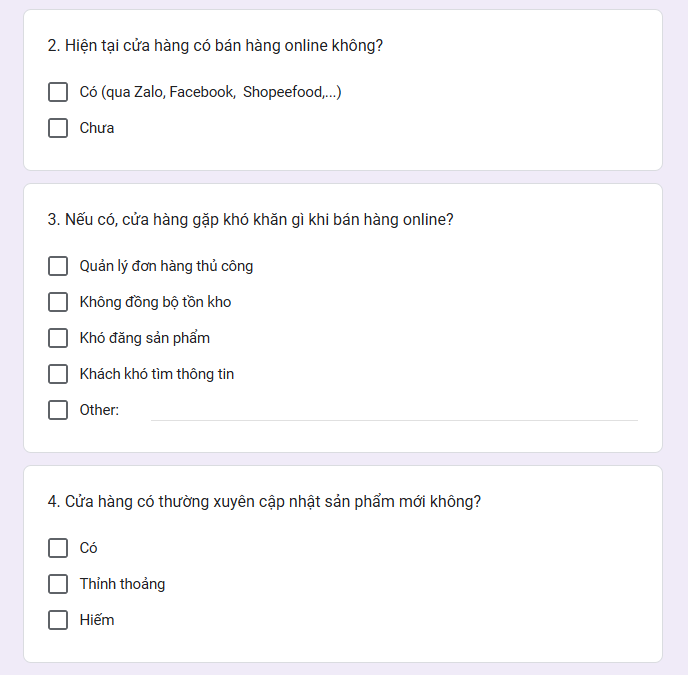 2. Hiện tại cửa hàng có bán hàng online không?
Có (qua Zalo, Facebook, Shopeefood,...)
Chưa
3. Nếu có, cửa hàng gặp khó khăn gì khi bán hàng online?
Quản lý đơn hàng thủ công
Không đồng bộ tồn kho
Khó đăng sản phẩm
Khách khó tìm thông tin
Other:
4. Cửa hàng có thường xuyên cập nhật sản phẩm mới không?
Có
Thỉnh thoảng
Hiếm